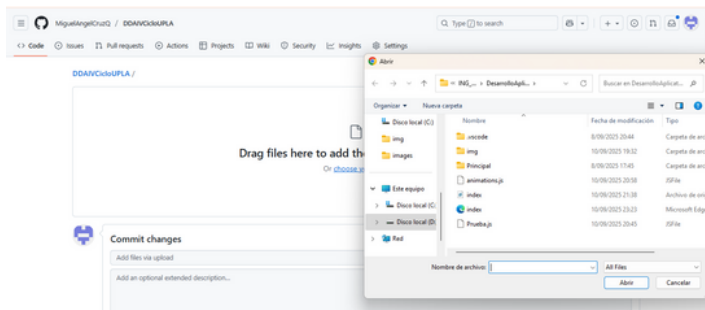 MiguelAngelCruzQ / DDAIVCicloUPLA
Type / to search
Code Issues Pull requests Actions Projects Wiki Security Insights Settings
DDAIVCicloUPLA /
Drag files here to add th
Or choose y
Commit changes
Add files via upload
Add an optional extended description...
Abrir
« ING_... › DesarrolloApli... ›
Buscar en DesarrolloAplicat...
Organizar Nueva carpeta
Disco local (C:)
img
images
Este equipo
Disco local (C:
Disco local (D:
Red
Nombre Fecha de modificación Tipo
.vscode 8/09/2025 20:44 Carpeta de arc
img 10/09/2025 19:32 Carpeta de arc
Principal 8/09/2025 17:45 Carpeta de arc
animations.js 10/09/2025 20:58 JSFile
index 10/09/2025 21:38 Archivo de ori
index 10/09/2025 23:23 Microsoft Edg
Prueba.js 10/09/2025 20:45 JSFile
Nombre de archivo:
All Files
Abrir Cancelar